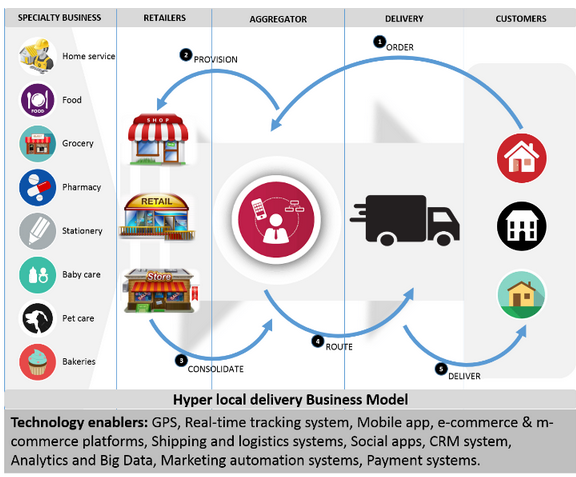 SPECIALTY BUSINESS
RETAILERS
AGGREGATOR
DELIVERY
CUSTOMERS
1
ORDER
2
PROVISION
Home service
FOOD
Food
Grocery
Pharmacy
Stationery
Baby care
Pet care
Bakeries
SHOP
RETAIL
Store
3
CONSOLIDATE
4
ROUTE
5
DELIVER
Hyper local delivery Business Model
Technology enablers: GPS, Real-time tracking system, Mobile app, e-commerce & m-
commerce platforms, Shipping and logistics systems, Social apps, CRM system,
Analytics and Big Data, Marketing automation systems, Payment systems.